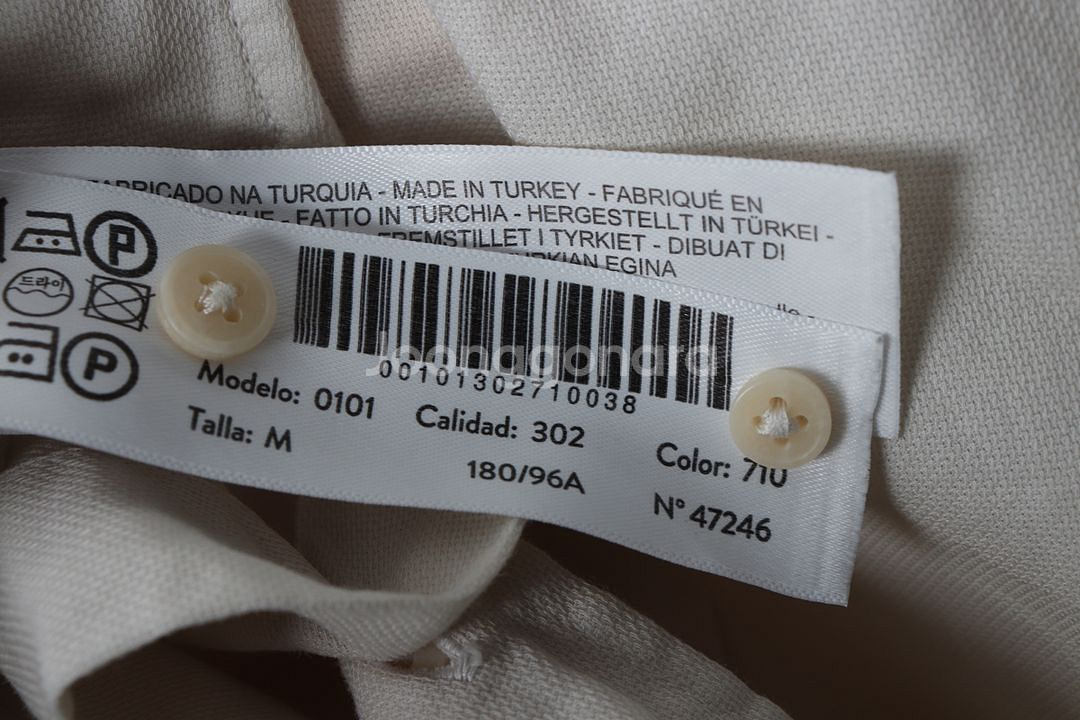 FABRICADO NA TURQUIA - MADE IN TURKEY - FABRIQUÉ EN
- FATTO IN TURCHIA - HERGESTELLT IN TÜRKEI -
FREMSTILLET I TYRKIET - DIBUAT DI
EGINA
P
드라이
P
joonggonara
00101302710038
Modelo: 0101
Calidad: 302
Color: 710
Talla: M
180/96A
N° 47246